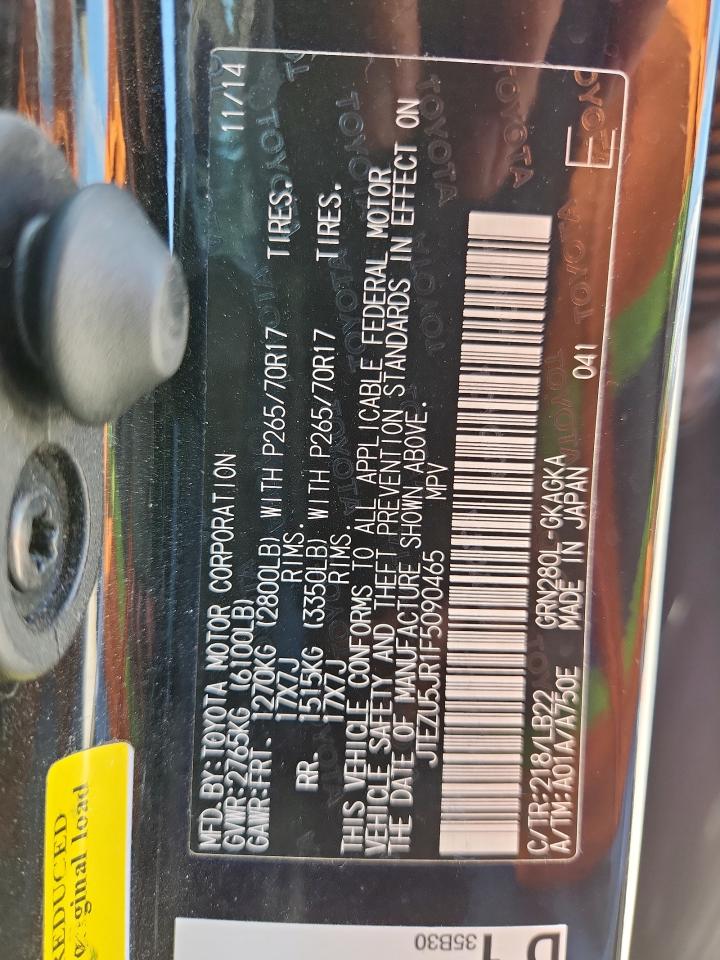 MFD.BY:TOYOTA MOTOR CORPORATION 11/14
GVWR:2765KG (6100LB)
GAWR:FRT. 1270KG (2800LB) WITH P265/70R17 TIRES.
17X7J RIMS.
RR. 1515KG (3350LB) WITH P265/70R17 TIRES.
17X7J RIMS.
THIS VEHICLE CONFORMS TO ALL APPLICABLE FEDERAL MOTOR
VEHICLE SAFETY AND THEFT PREVENTION STANDARDS IN EFFECT ON
THE DATE OF MANUFACTURE SHOWN ABOVE.
JTEZU5JR1F5090465 MPV
C/TR:218/LB22 GRN280L-GKAGKA 041
A/TM:A01A/A750E MADE IN JAPAN
TOYOTA
EDUCED
ginal load
35B30